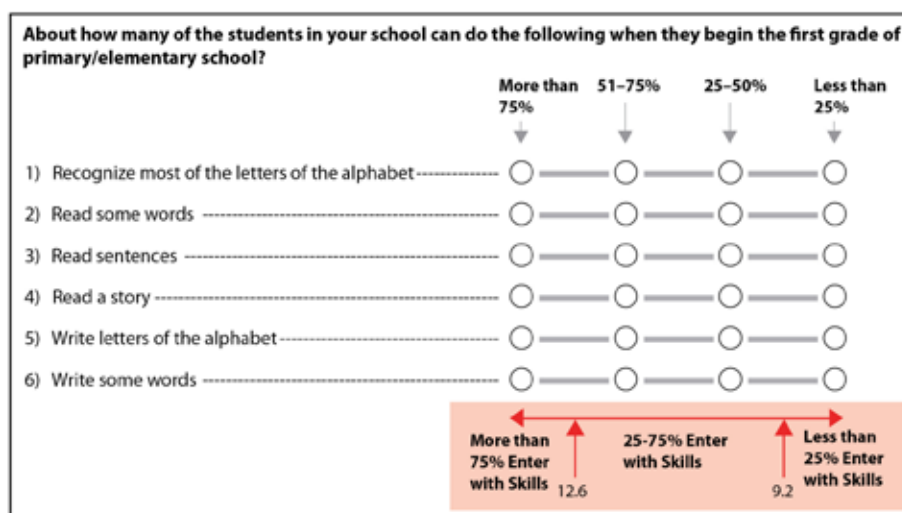 About how many of the students in your school can do the following when they begin the first grade of
primary/elementary school?
More than 75% 51–75% 25–50% Less than 25%
1) Recognize most of the letters of the alphabet
2) Read some words
3) Read sentences
4) Read a story
5) Write letters of the alphabet
6) Write some words
More than 75% Enter with Skills
12.6
25-75% Enter with Skills
9.2
Less than 25% Enter with Skills